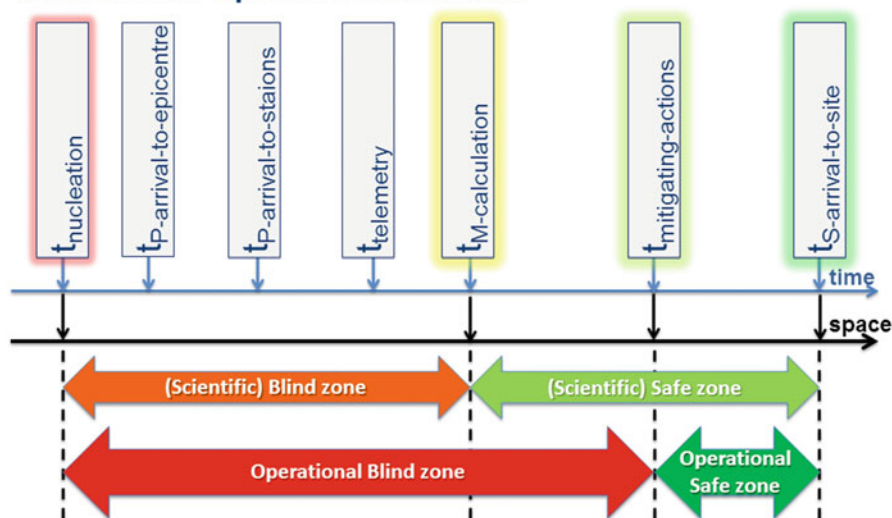 tnucleation
tP-arrival-to-epicentre
tP-arrival-to-staions
ttelemetry
tM-calculation
tmitigating-actions
tS-arrival-to-site
time
space
(Scientific) Blind zone
(Scientific) Safe zone
Operational Blind zone
Operational
Safe zone